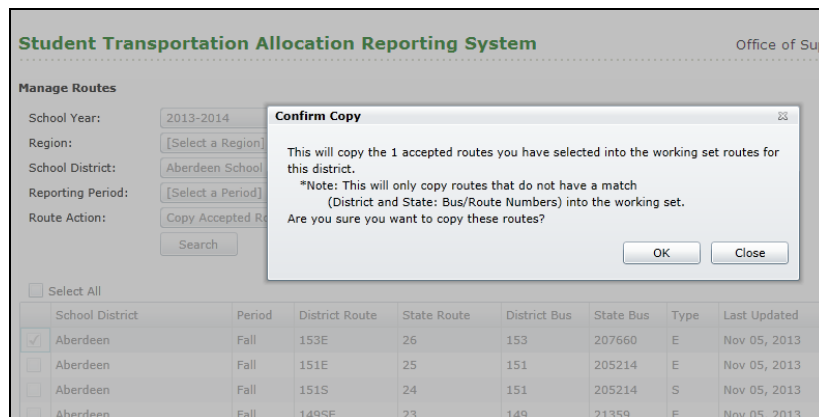 Student Transportation Allocation Reporting System
Office of Su
Manage Routes
School Year: 2013-2014
Region: [Select a Region]
School District: Aberdeen School
Reporting Period: [Select a Period]
Route Action: Copy Accepted Ro
Search
Confirm Copy
This will copy the 1 accepted routes you have selected into the working set routes for
this district.
*Note: This will only copy routes that do not have a match
(District and State: Bus/Route Numbers) into the working set.
Are you sure you want to copy these routes?
OK Close
Select All
School District Period District Route State Route District Bus State Bus Type Last Updated
Aberdeen Fall 153E 26 153 207660 E Nov 05, 2013
Aberdeen Fall 151E 25 151 205214 E Nov 05, 2013
Aberdeen Fall 151S 24 151 205214 S Nov 05, 2013
Aberdeen Fall 149SE 23 149 21359 E Nov 05, 2013